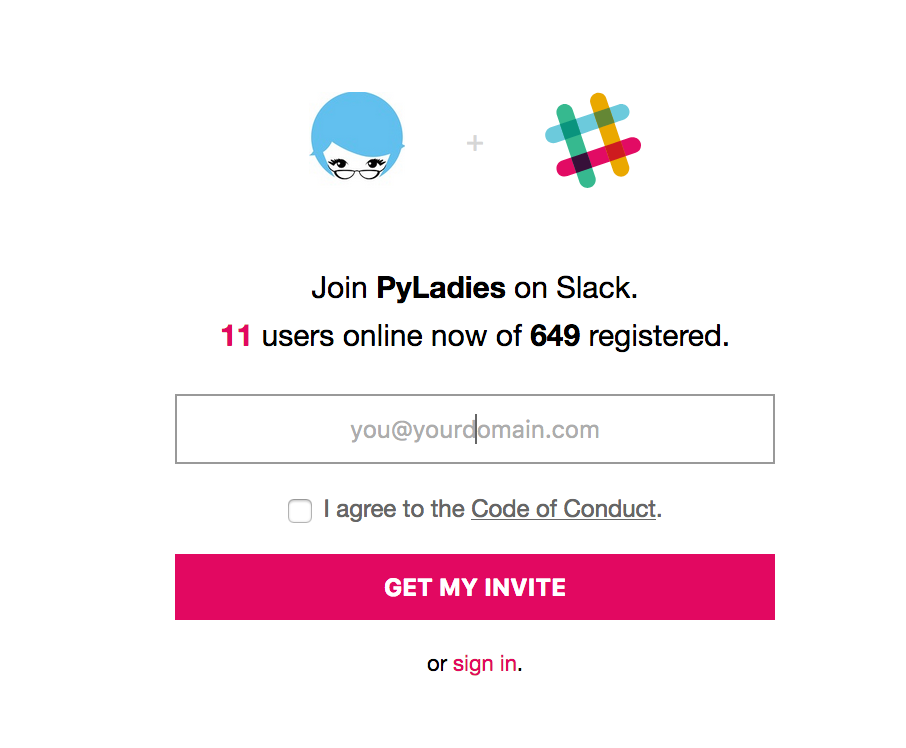 +
Join PyLadies on Slack.
11 users online now of 649 registered.
you@yourdomain.com
I agree to the Code of Conduct.
GET MY INVITE
or sign in.